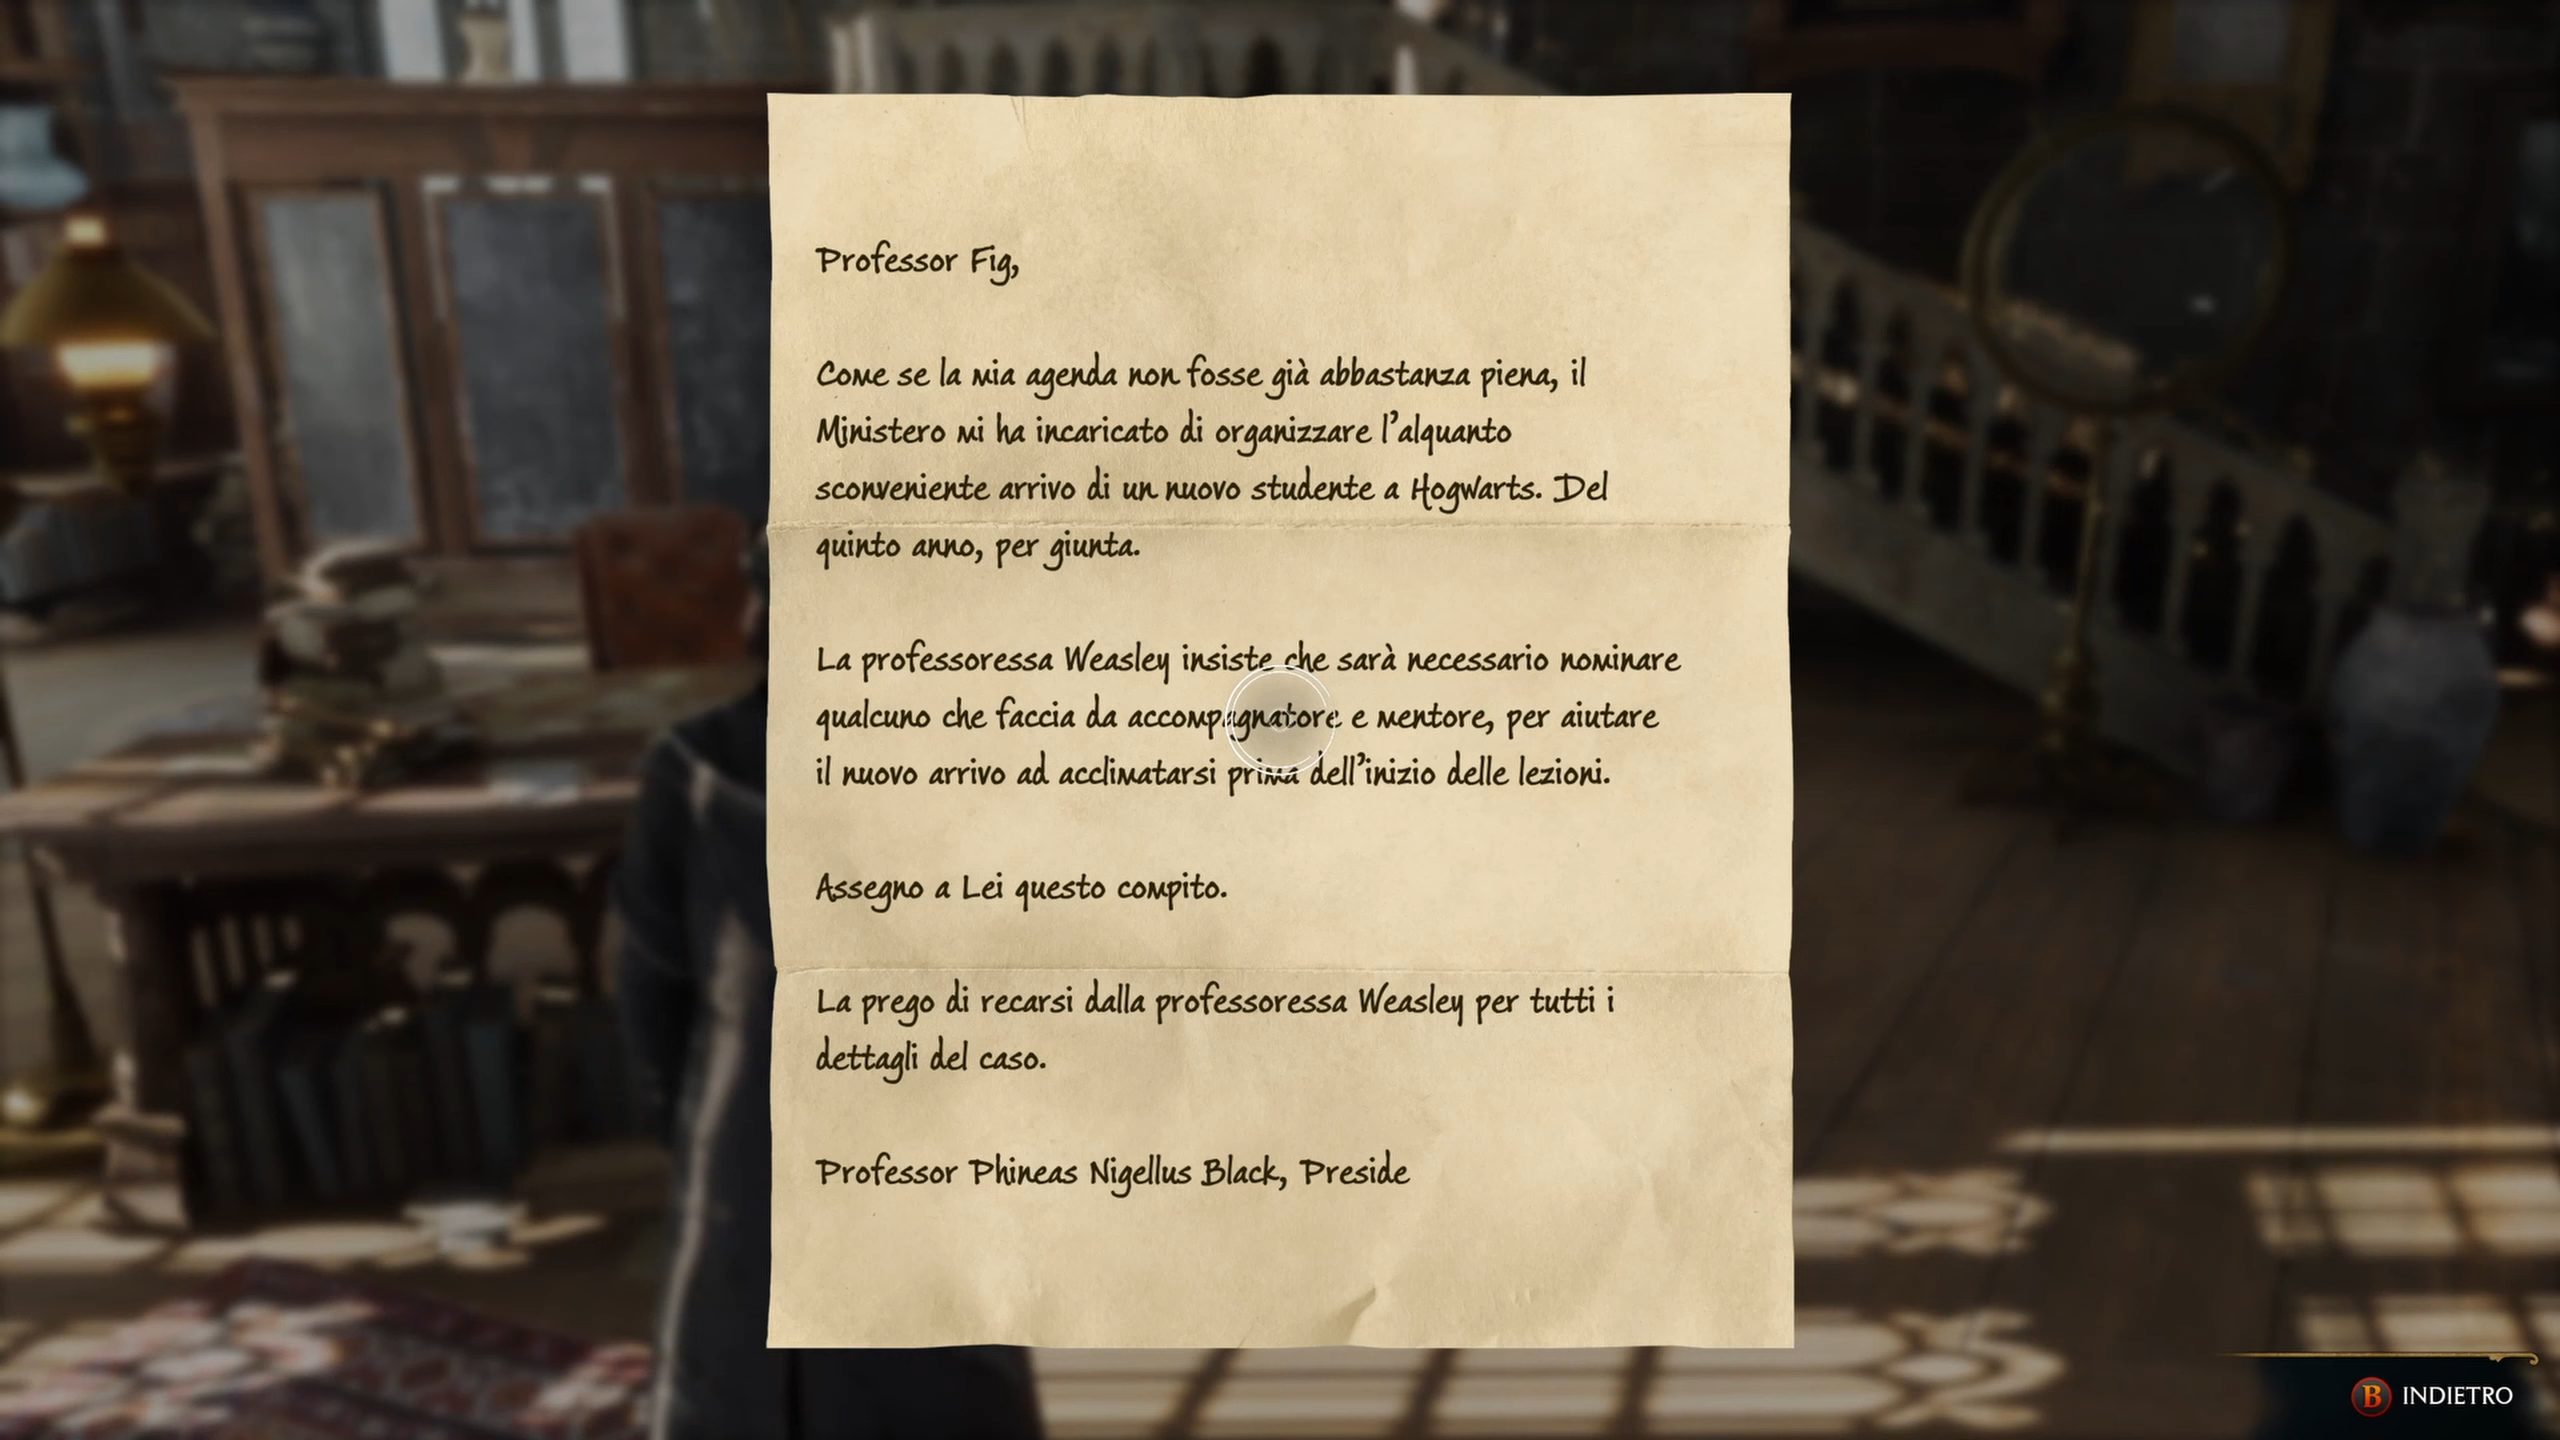 Professor Fig,
Come se la mia agenda non fosse già abbastanza piena, il
Ministero mi ha incaricato di organizzare l'alquanto
sconveniente arrivo di un nuovo studente a Hogwarts. Del
quinto anno, per giunta.
La professoressa Weasley insiste che sarà necessario nominare
qualcuno che faccia da accompagnatore e mentore, per aiutare
il nuovo arrivo ad acclimatarsi prima dell'inizio delle lezioni.
Assegno a Lei questo compito.
La prego di recarsi dalla professoressa Weasley per tutti i
dettagli del caso.
Professor Phineas Nigellus Black, Preside
B INDIETRO